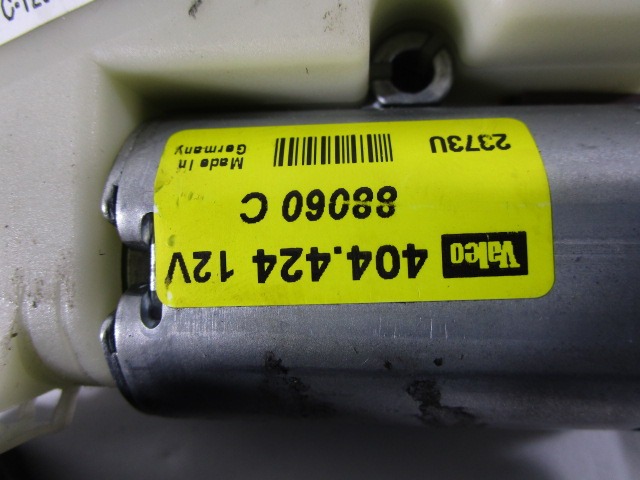 Valeo 404.424 12V
88060 C
2373U
Made In
Germany